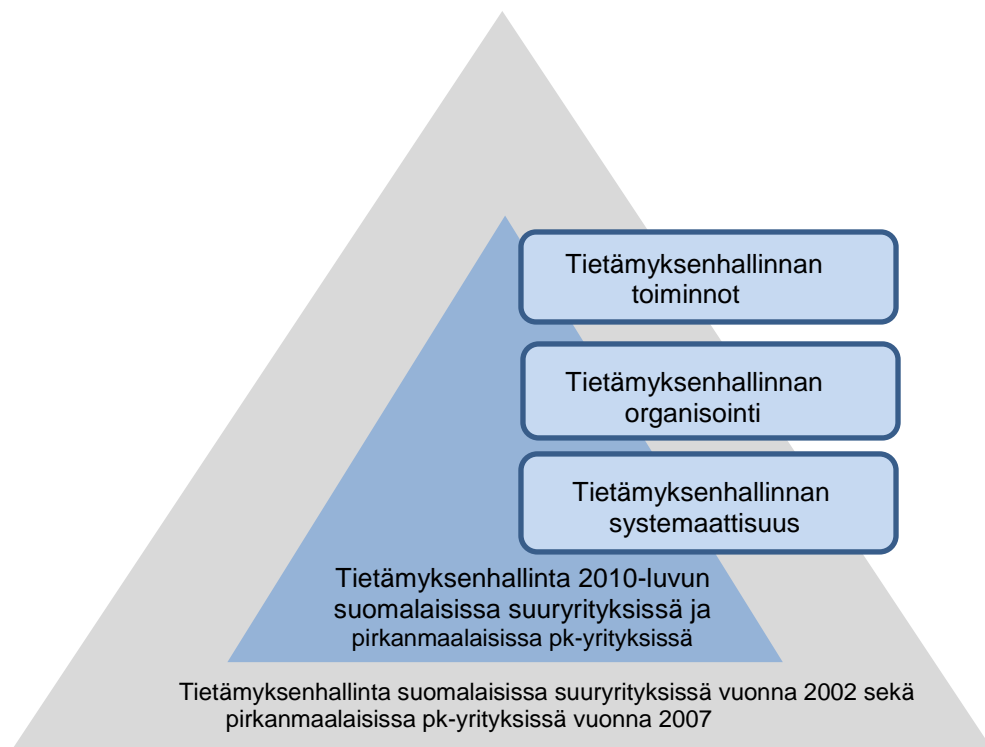 Tietämyksenhallinnan
toiminnot
Tietämyksenhallinnan
organisointi
Tietämyksenhallinnan
systemaattisuus
Tietämyksenhallinta 2010-luvun
suomalaisissa suuryrityksissä ja
pirkanmaalaisissa pk-yrityksissä
Tietämyksenhallinta suomalaisissa suuryrityksissä vuonna 2002 sekä
pirkanmaalaisissa pk-yrityksissä vuonna 2007